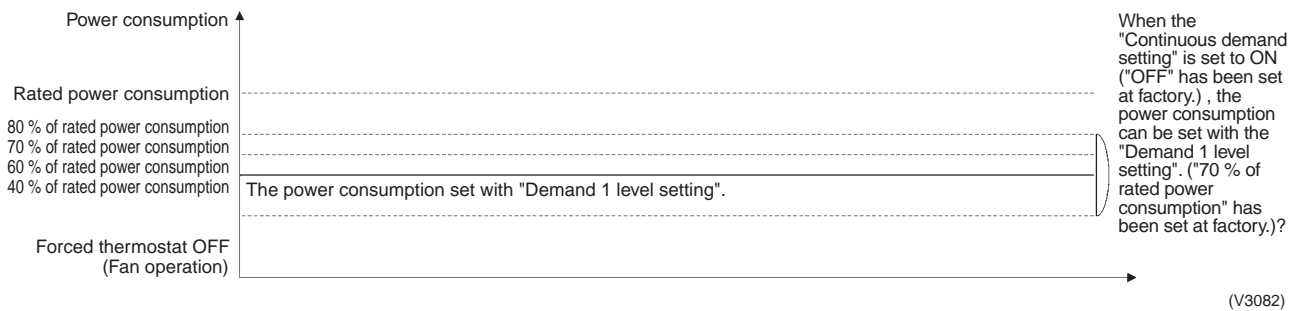 Power consumption
Rated power consumption
80 % of rated power consumption
70 % of rated power consumption
60 % of rated power consumption
40 % of rated power consumption
The power consumption set with "Demand 1 level setting".
Forced thermostat OFF
(Fan operation)
When the
"Continuous demand
setting" is set to ON
("OFF" has been set
at factory.) , the
power consumption
can be set with the
"Demand 1 level
setting". ("70 % of
rated power
consumption" has
been set at factory.)?
(V3082)